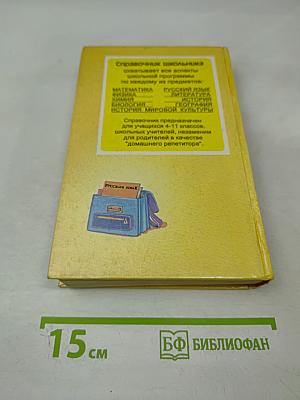 Справочник школьника
охватывает все аспекты
школьной программы
по каждому из предметов:
МАТЕМАТИКА РУССКИЙ ЯЗЫК
ФИЗИКА ЛИТЕРАТУРА
ХИМИЯ ИСТОРИЯ
БИОЛОГИЯ ГЕОГРАФИЯ
ИСТОРИЯ МИРОВОЙ КУЛЬТУРЫ
Справочник предназначен
для учащихся 4-11 классов,
школьных учителей, незаменим
для родителей в качестве
"домашнего репетитора".
РУССКИЙ ЯЗЫК
15 см
БФ БИБЛИОФАН